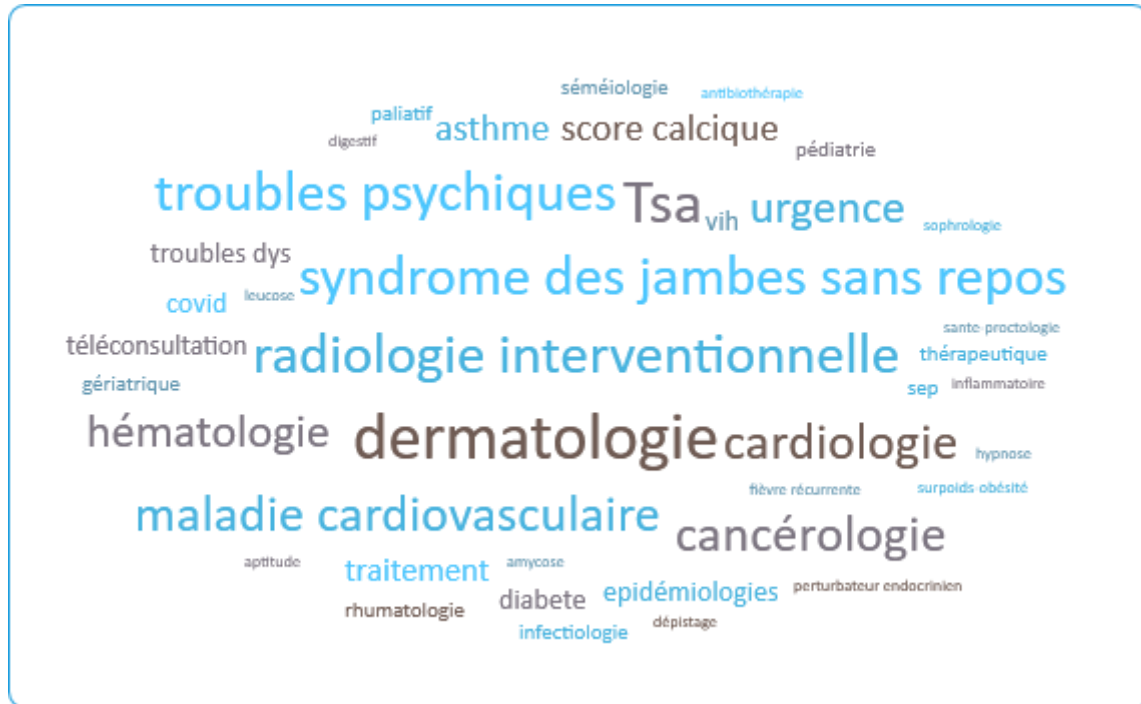 séméiologie
antibiothérapie
paliatif
asthme
score calcique
digestif
pédiatrie
troubles psychiques
Tsa
vih
urgence
sophrologie
troubles dys
syndrome des jambes sans repos
covid
leucose
téléconsultation
radiologie interventionnelle
sante-proctologie
thérapeutique
gériatrique
sep
inflammatoire
hématologie
dermatologie
cardiologie
hypnose
fièvre récurrente
surpoids-obésité
maladie cardiovasculaire
cancérologie
aptitude
traitement
amycose
perturbateur endocrinien
rhumatologie
diabete
epidémiologies
infectiologie
dépistage